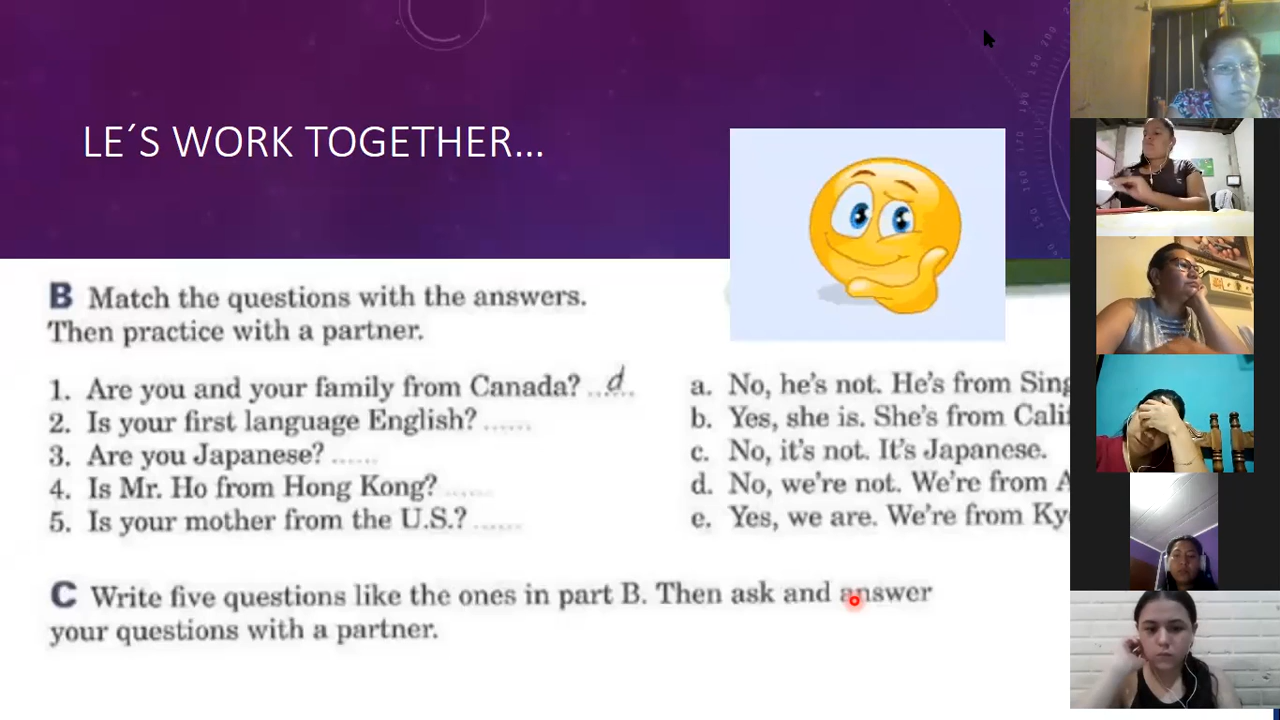 LE´S WORK TOGETHER...
B Match the questions with the answers.
Then practice with a partner.
1. Are you and your family from Canada? ...d...
2. Is your first language English? ......
3. Are you Japanese? ......
4. Is Mr. Ho from Hong Kong? ......
5. Is your mother from the U.S.? ......
a. No, he's not. He's from Sing
b. Yes, she is. She's from Calif
c. No, it's not. It's Japanese.
d. No, we're not. We're from A
e. Yes, we are. We're from Ky
C Write five questions like the ones in part B. Then ask and answer
your questions with a partner.